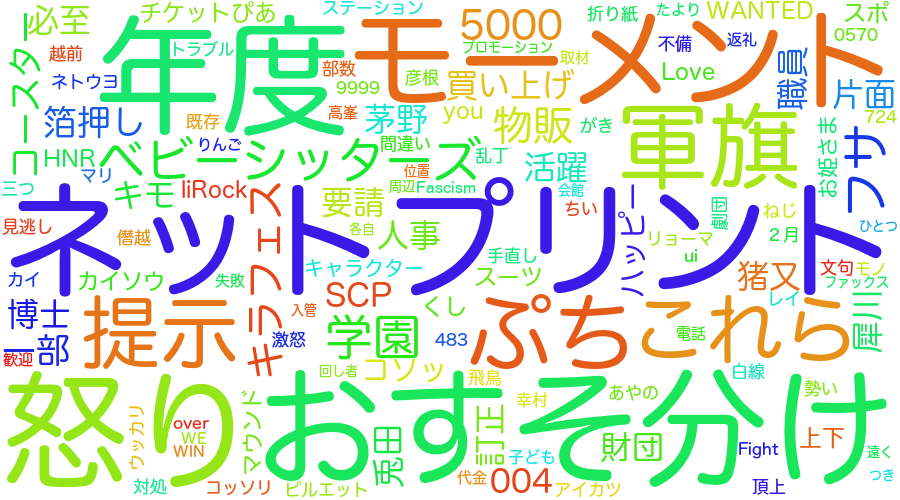 必至
チケットぴあ
ステーション
5000
折り紙
たより
WANTED
スポ
トラブル
プロモーション
取材
不備
返礼
0570
越前
コースター
年度
モーメント
職員
片面
ネトウヨ
部数
9999
彦根
買い上げ
Love
724
箔押し
既存
高峯
茅野
you
物販
がき
軍旗
お姫さま
フサ
HNR
ベビーシッターズ
りんご
間違い
乱丁
活躍
三つ
マリ
キモ
liRock
位置
周辺
Fascism
会館
ちい
ハッピー
劇団
ねじ
ひとつ
見逃し
僭越
キラフェス
要請
各自
人事
手直し
リョーマ
2月
ネットプリント
カイ
カイソウ
失敗
キャラクター
スーツ
ui
猪又
文句
モノ
ファックス
博士
提示
入管
SCP
くし
ぷち
これら
レイ
犀川
一部
激怒
学園
483
電話
歓迎
回し者
コソッ
飛鳥
白線
怒り
おすそ分け
ウッカリ
over
WE
WIN
マウンド
兎田
訂正
幸村
あやの
勢い
財団
上下
Fight
遠く
対処
コッソリ
ピルエット
代金
004
子ども
アイカツ
頂上
つき